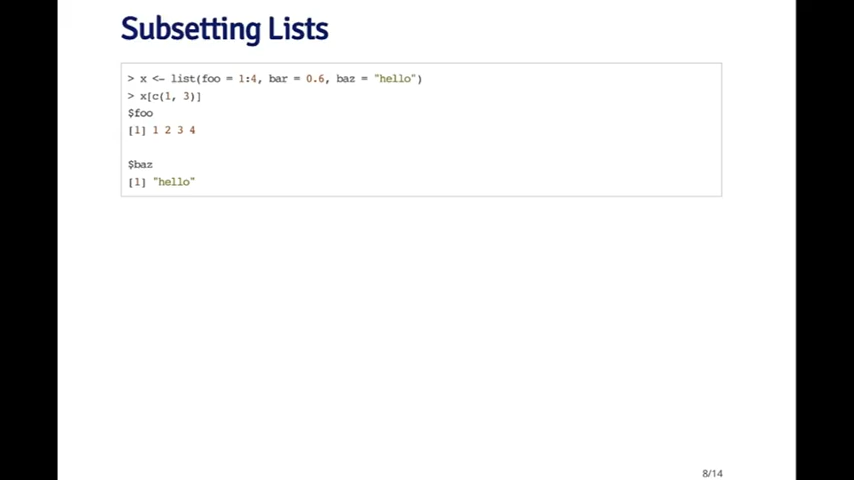 Subsetting Lists
> x <- list(foo = 1:4, bar = 0.6, baz = "hello")
> x[c(1, 3)]
$foo
[1] 1 2 3 4
$baz
[1] "hello"
8/14